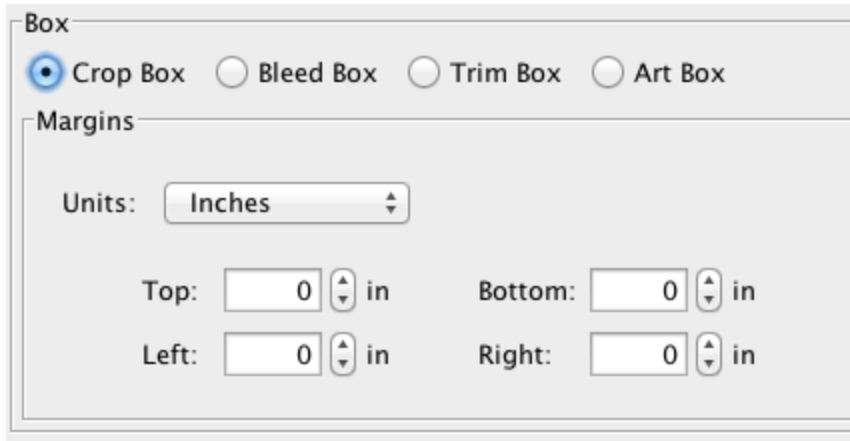 Box
Crop Box Bleed Box Trim Box Art Box
Margins
Units: Inches
Top: 0 in Bottom: 0 in
Left: 0 in Right: 0 in